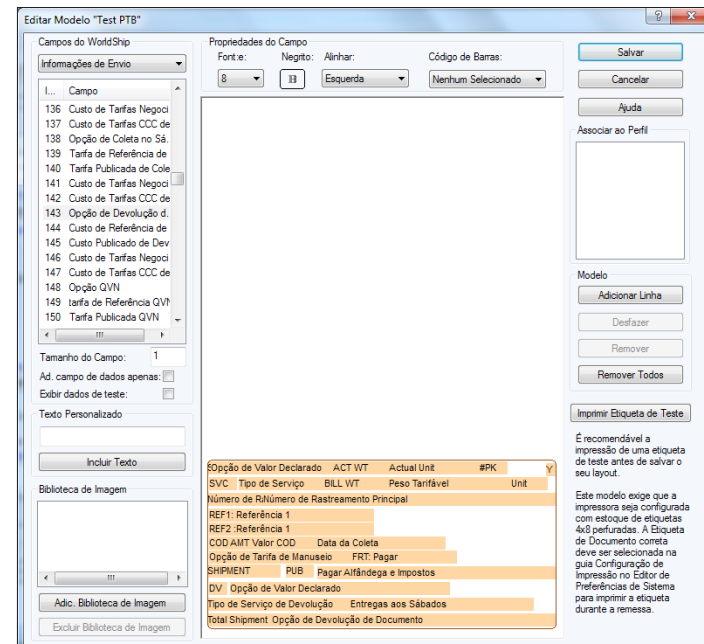 Editar Modelo "Test PTB"
Campos do WorldShip
Informações de Envio
I... Campo
136 Custo de Tarifas Negoci
137 Custo de Tarifas CCC de
138 Opção de Coleta no Sá.
139 Tarifa de Referência de
140 Tarifa Publicada de Cole
141 Custo de Tarifas Negoci
142 Custo de Tarifas CCC de
143 Opção de Devolução d.
144 Custo de Referência de
145 Custo Publicado de Dev
146 Custo de Tarifas Negoci
147 Custo de Tarifas CCC de
148 Opção QVN
149 tarifa de Referência QVN
150 Tarifa Publicada QVN
Tamanho do Campo: 1
Ad. campo de dados apenas:
Exibir dados de teste:
Texto Personalizado
Incluir Texto
Biblioteca de Imagem
Adic. Biblioteca de Imagem
Excluir Biblioteca de Imagem
Propriedades do Campo
Font:e: Negrito: Alinhar: Código de Barras:
8 B Esquerda Nenhum Selecionado
Opção de Valor Declarado ACT WT Actual Unit #PK Y
SVC Tipo de Serviço BILL WT Peso Tarifável Unit
Número de RaNúmero de Rastreamento Principal
REF1: Referência 1
REF2 :Referência 1
COD AMT Valor COD Data da Coleta
Opção de Tarifa de Manuseio FRT: Pagar
SHIPMENT PUB Pagar Alfândega e Impostos
DV Opção de Valor Declarado
Tipo de Serviço de Devolução Entregas aos Sábados
Total Shipment Opção de Devolução de Documento
Salvar
Cancelar
Ajuda
Associar ao Perfil
Modelo
Adicionar Linha
Desfazer
Remover
Remover Todos
Imprimir Etiqueta de Teste
É recomendável a
impressão de uma etiqueta
de teste antes de salvar o
seu layout.
Este modelo exige que a
impressora seja configurada
com estoque de etiquetas
4x8 perfuradas. A Etiqueta
de Documento correta
deve ser selecionada na
guia Configuração de
Impressão no Editor de
Preferências de Sistema
para imprimir a etiqueta
durante a remessa.